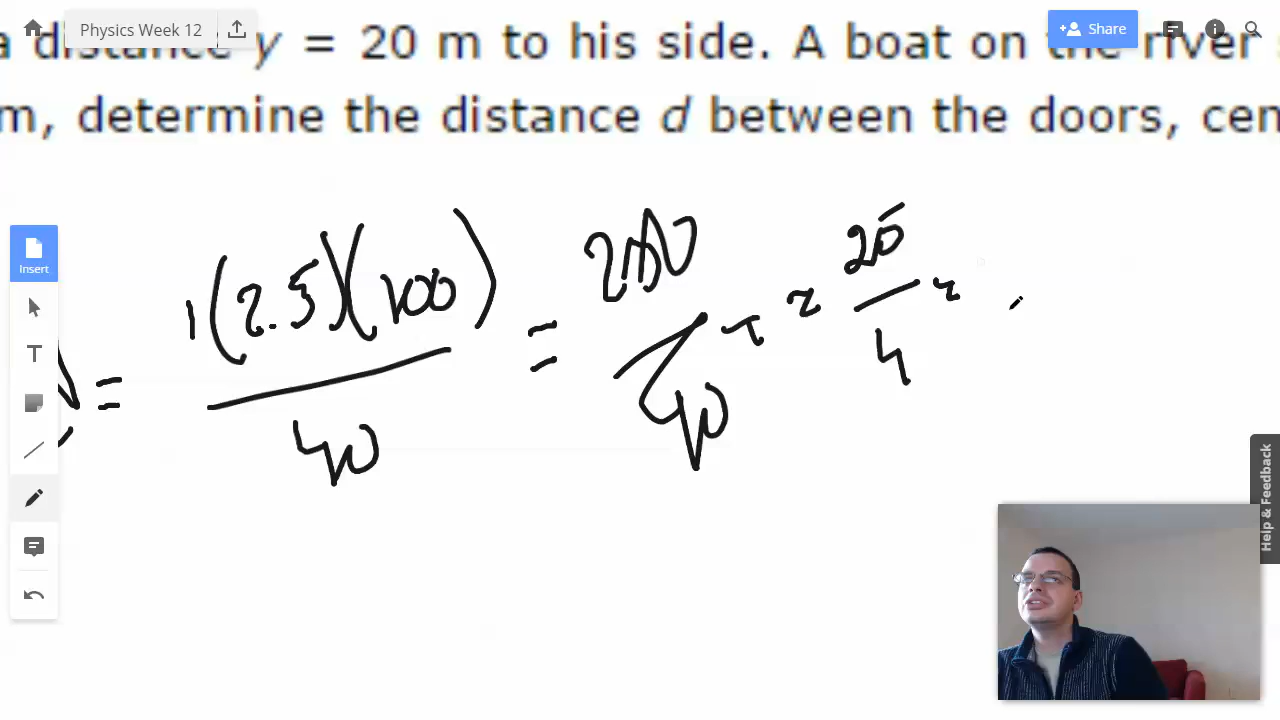 Physics Week 12
Share
a distance y = 20 m to his side. A boat on the river
m, determine the distance d between the doors, cen
Insert
T
= 1(2.5)(100) / 40 = 250 / 40 = 25 / 4 =
Help & Feedback